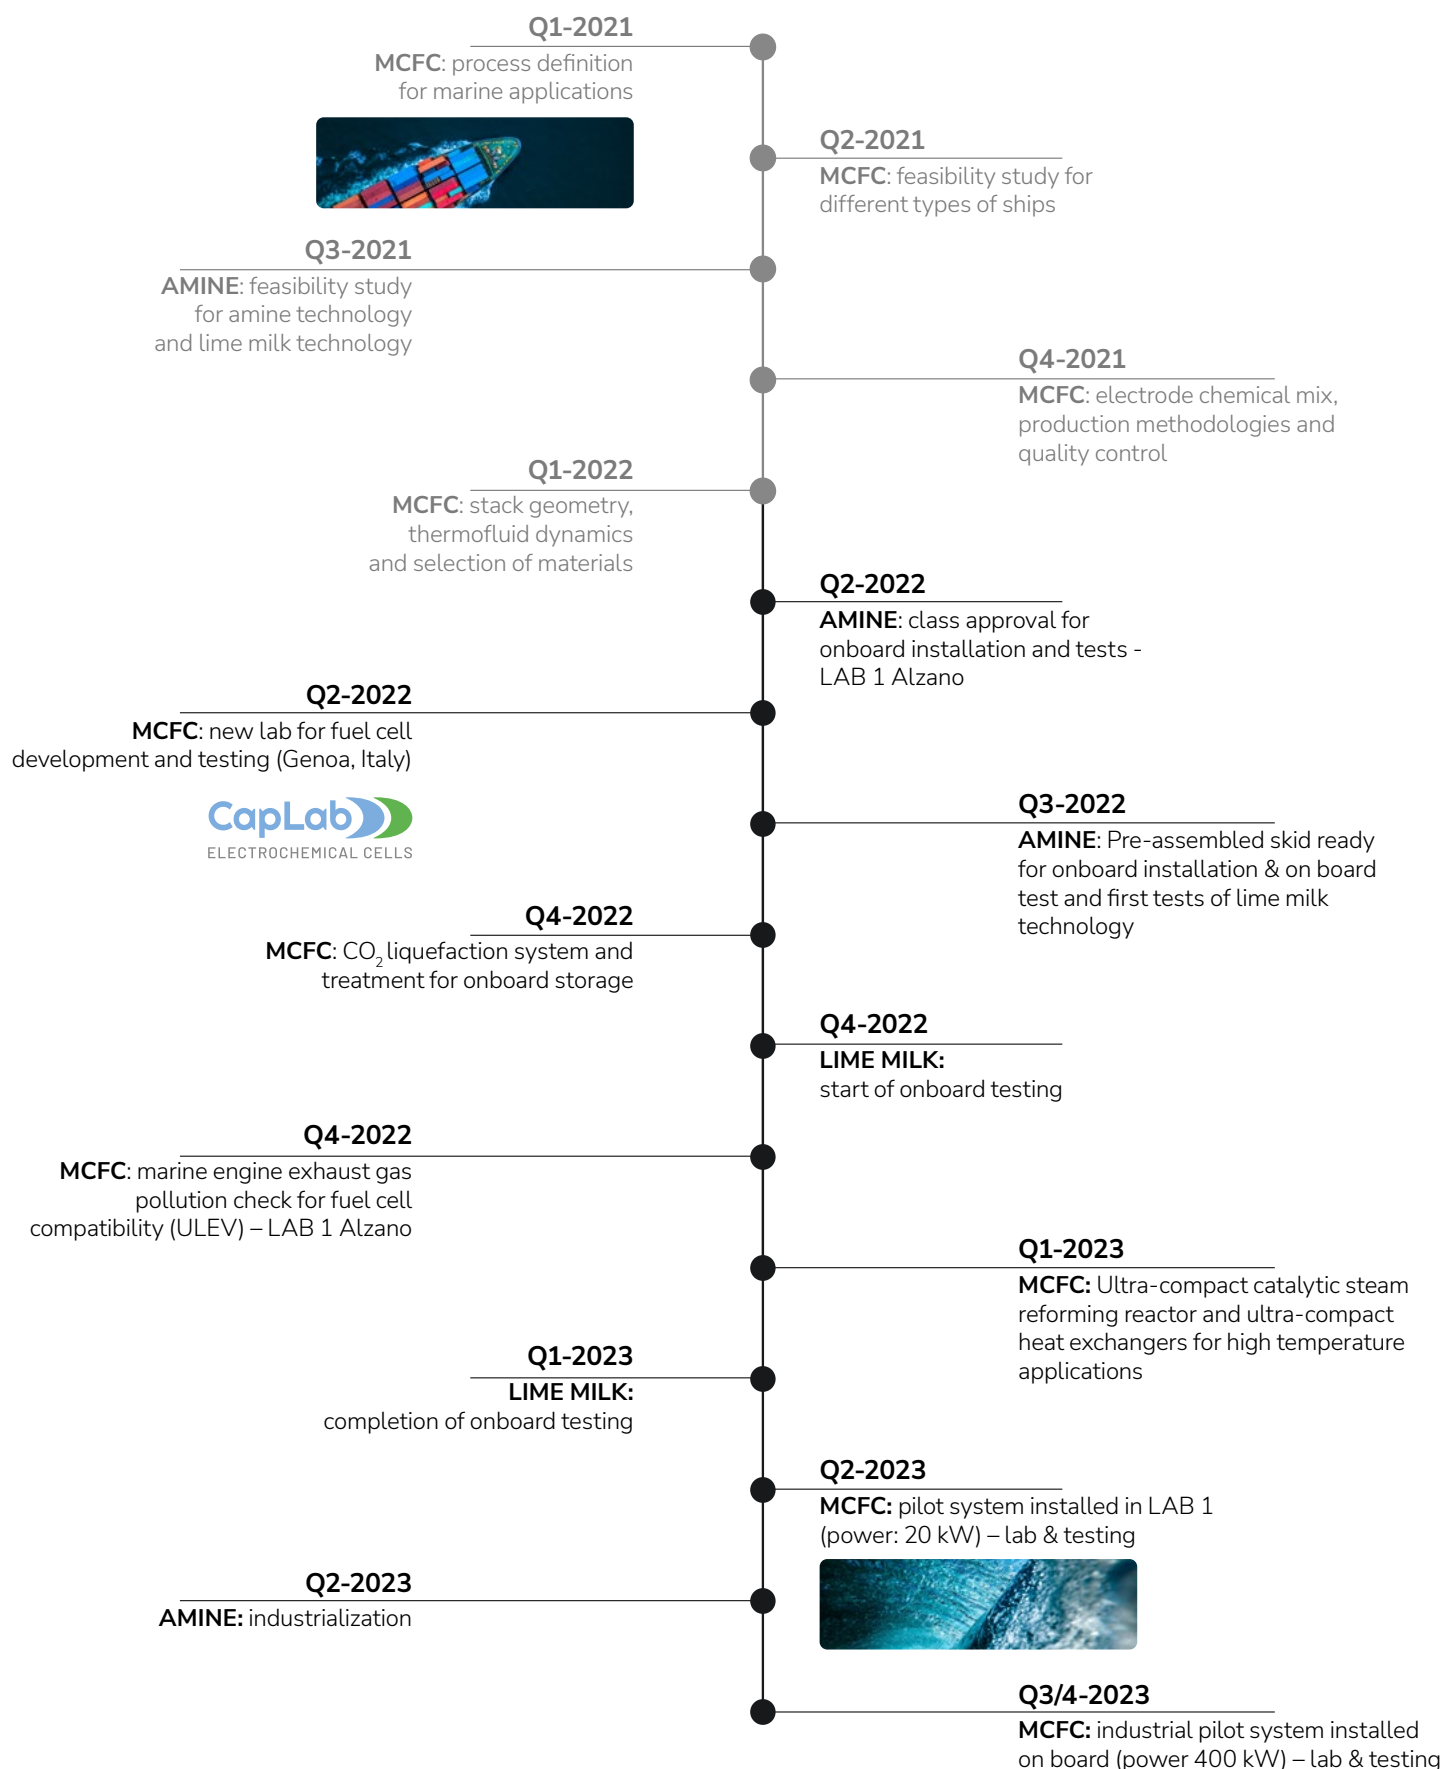 Q1-2021
MCFC: process definition
for marine applications
Q2-2021
MCFC: feasibility study for
different types of ships
Q3-2021
AMINE: feasibility study
for amine technology
and lime milk technology
Q4-2021
MCFC: electrode chemical mix,
production methodologies and
quality control
Q1-2022
MCFC: stack geometry,
thermofluid dynamics
and selection of materials
Q2-2022
AMINE: class approval for
onboard installation and tests -
LAB 1 Alzano
Q2-2022
MCFC: new lab for fuel cell
development and testing (Genoa, Italy)
CapLab
ELECTROCHEMICAL CELLS
Q3-2022
AMINE: Pre-assembled skid ready
for onboard installation & on board
test and first tests of lime milk
technology
Q4-2022
MCFC: CO₂ liquefaction system and
treatment for onboard storage
Q4-2022
LIME MILK:
start of onboard testing
Q4-2022
MCFC: marine engine exhaust gas
pollution check for fuel cell
compatibility (ULEV) – LAB 1 Alzano
Q1-2023
MCFC: Ultra-compact catalytic steam
reforming reactor and ultra-compact
heat exchangers for high temperature
applications
Q1-2023
LIME MILK:
completion of onboard testing
Q2-2023
MCFC: pilot system installed in LAB 1
(power: 20 kW) – lab & testing
Q2-2023
AMINE: industrialization
Q3/4-2023
MCFC: industrial pilot system installed
on board (power 400 kW) – lab & testing